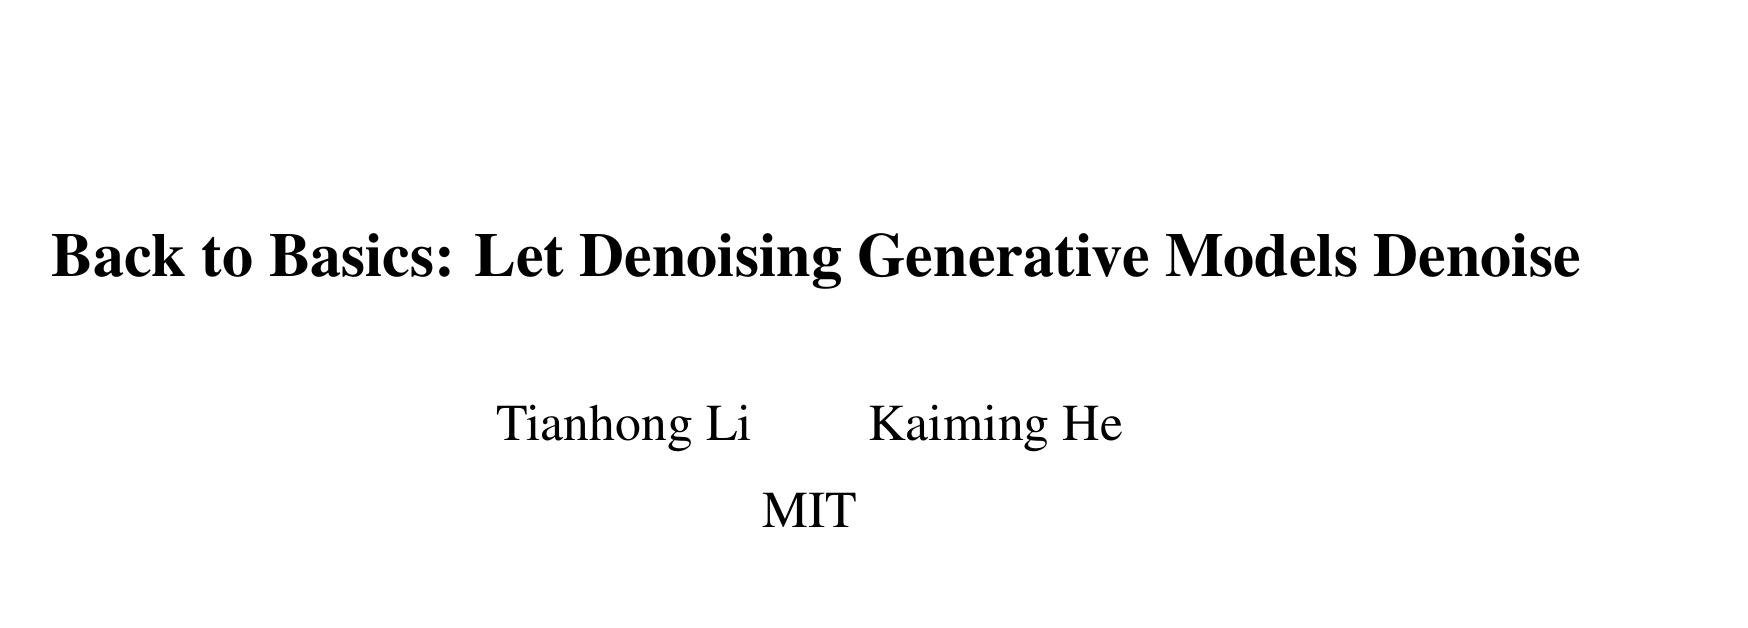 Back to Basics: Let Denoising Generative Models Denoise
Tianhong Li Kaiming He
MIT